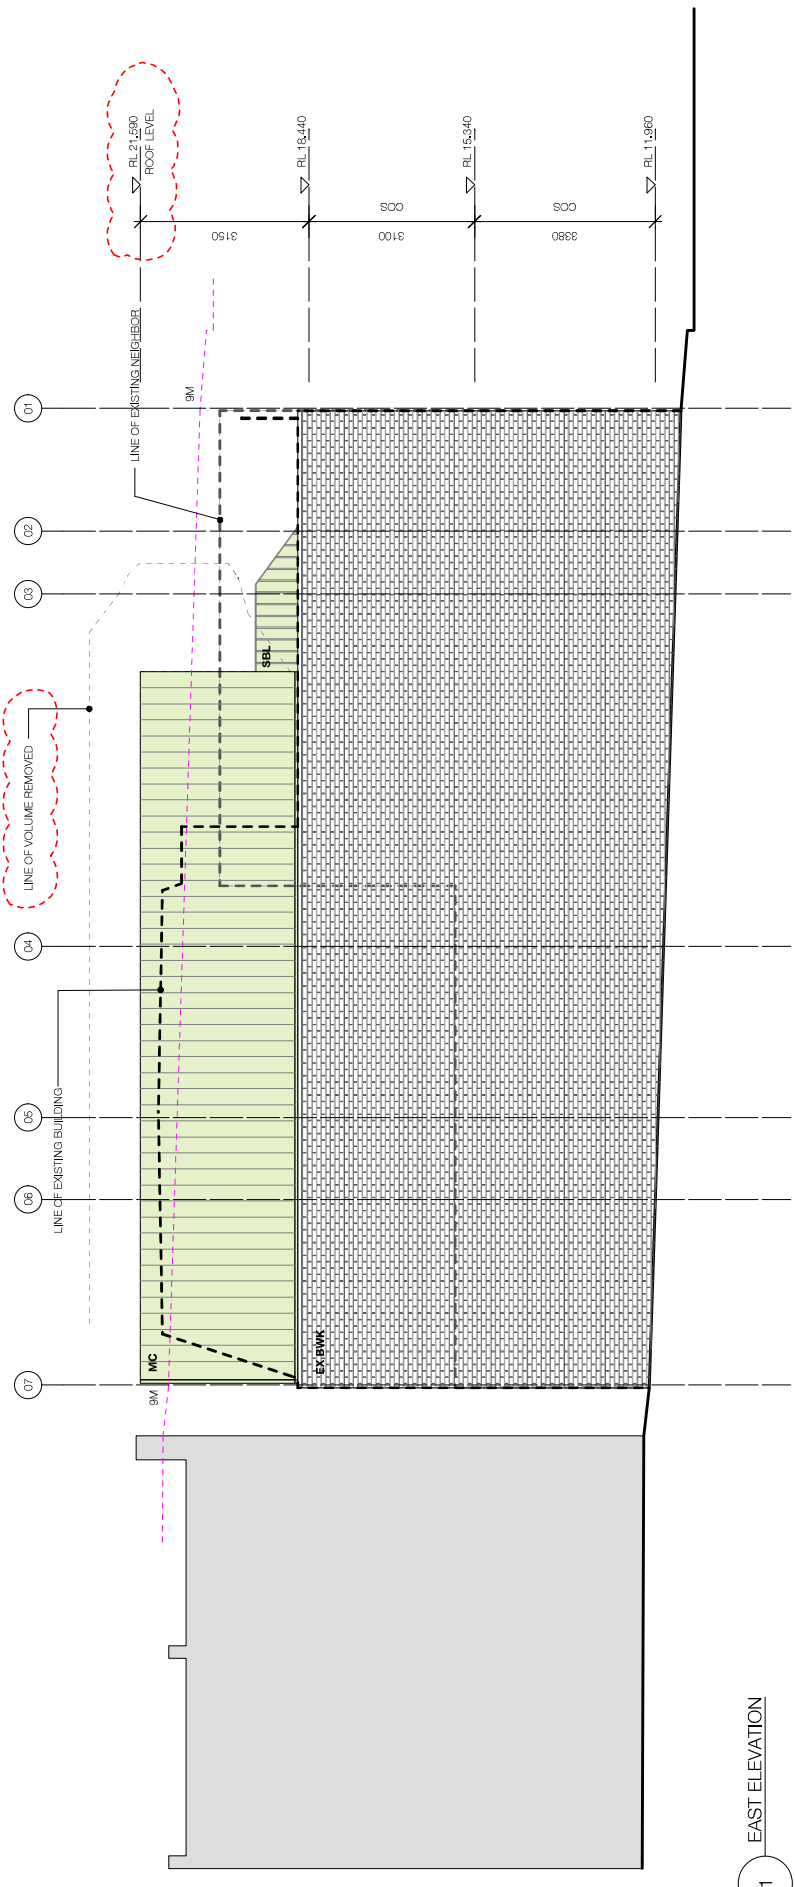 RL 21.590
ROOF LEVEL
RL 18.440
RL 15.340
RL 11.960
3150
3100
COS
3380
COS
LINE OF EXISTING NEIGHBOR
9M
01
02
03
LINE OF VOLUME REMOVED
SBL
04
LINE OF EXISTING BUILDING
05
06
07
MC
EX.BWK
9M
1
EAST ELEVATION